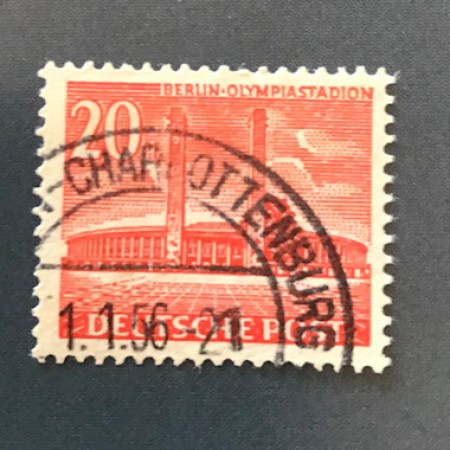 BERLIN·OLYMPIASTADION
20
-CHARLOTTENBURG
1.1.56-21
DEUTSCHE POST